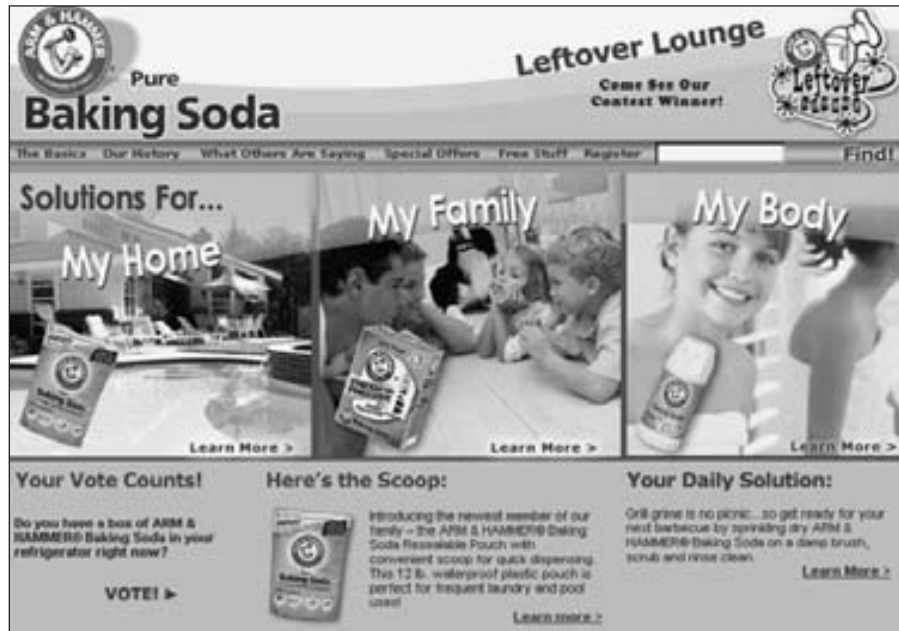 ARM & HAMMER
Pure
Baking Soda
Leftover Lounge
Come See Our
Contest Winner!
Leftover
The Basics Our History What Others Are Saying Special Offers Free Stuff Register Find!
Solutions For...
My Home
My Family
My Body
Baking Soda
Learn More >
Learn More >
Learn More >
Your Vote Counts!
Do you have a box of ARM &
HAMMER® Baking Soda in your
refrigerator right now?
VOTE! ►
Here's the Scoop:
Baking Soda
Introducing the newest member of our
family – the ARM & HAMMER® Baking
Soda Resealable Pouch with
convenient scoop for quick dispensing.
This 12 lb. waterproof plastic pouch is
perfect for frequent laundry and pool
uses!
Learn more >
Your Daily Solution:
Grill grime is no picnic...so get ready for your
next barbecue by sprinkling dry ARM &
HAMMER® Baking Soda on a damp brush,
scrub and rinse clean.
Learn More >